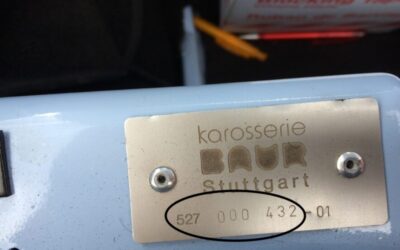 karosserie
BAUR
Stuttgart
527 000 432-01